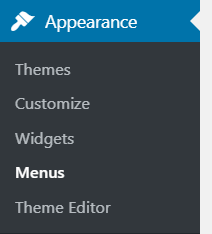 Appearance
Themes
Customize
Widgets
Menus
Theme Editor